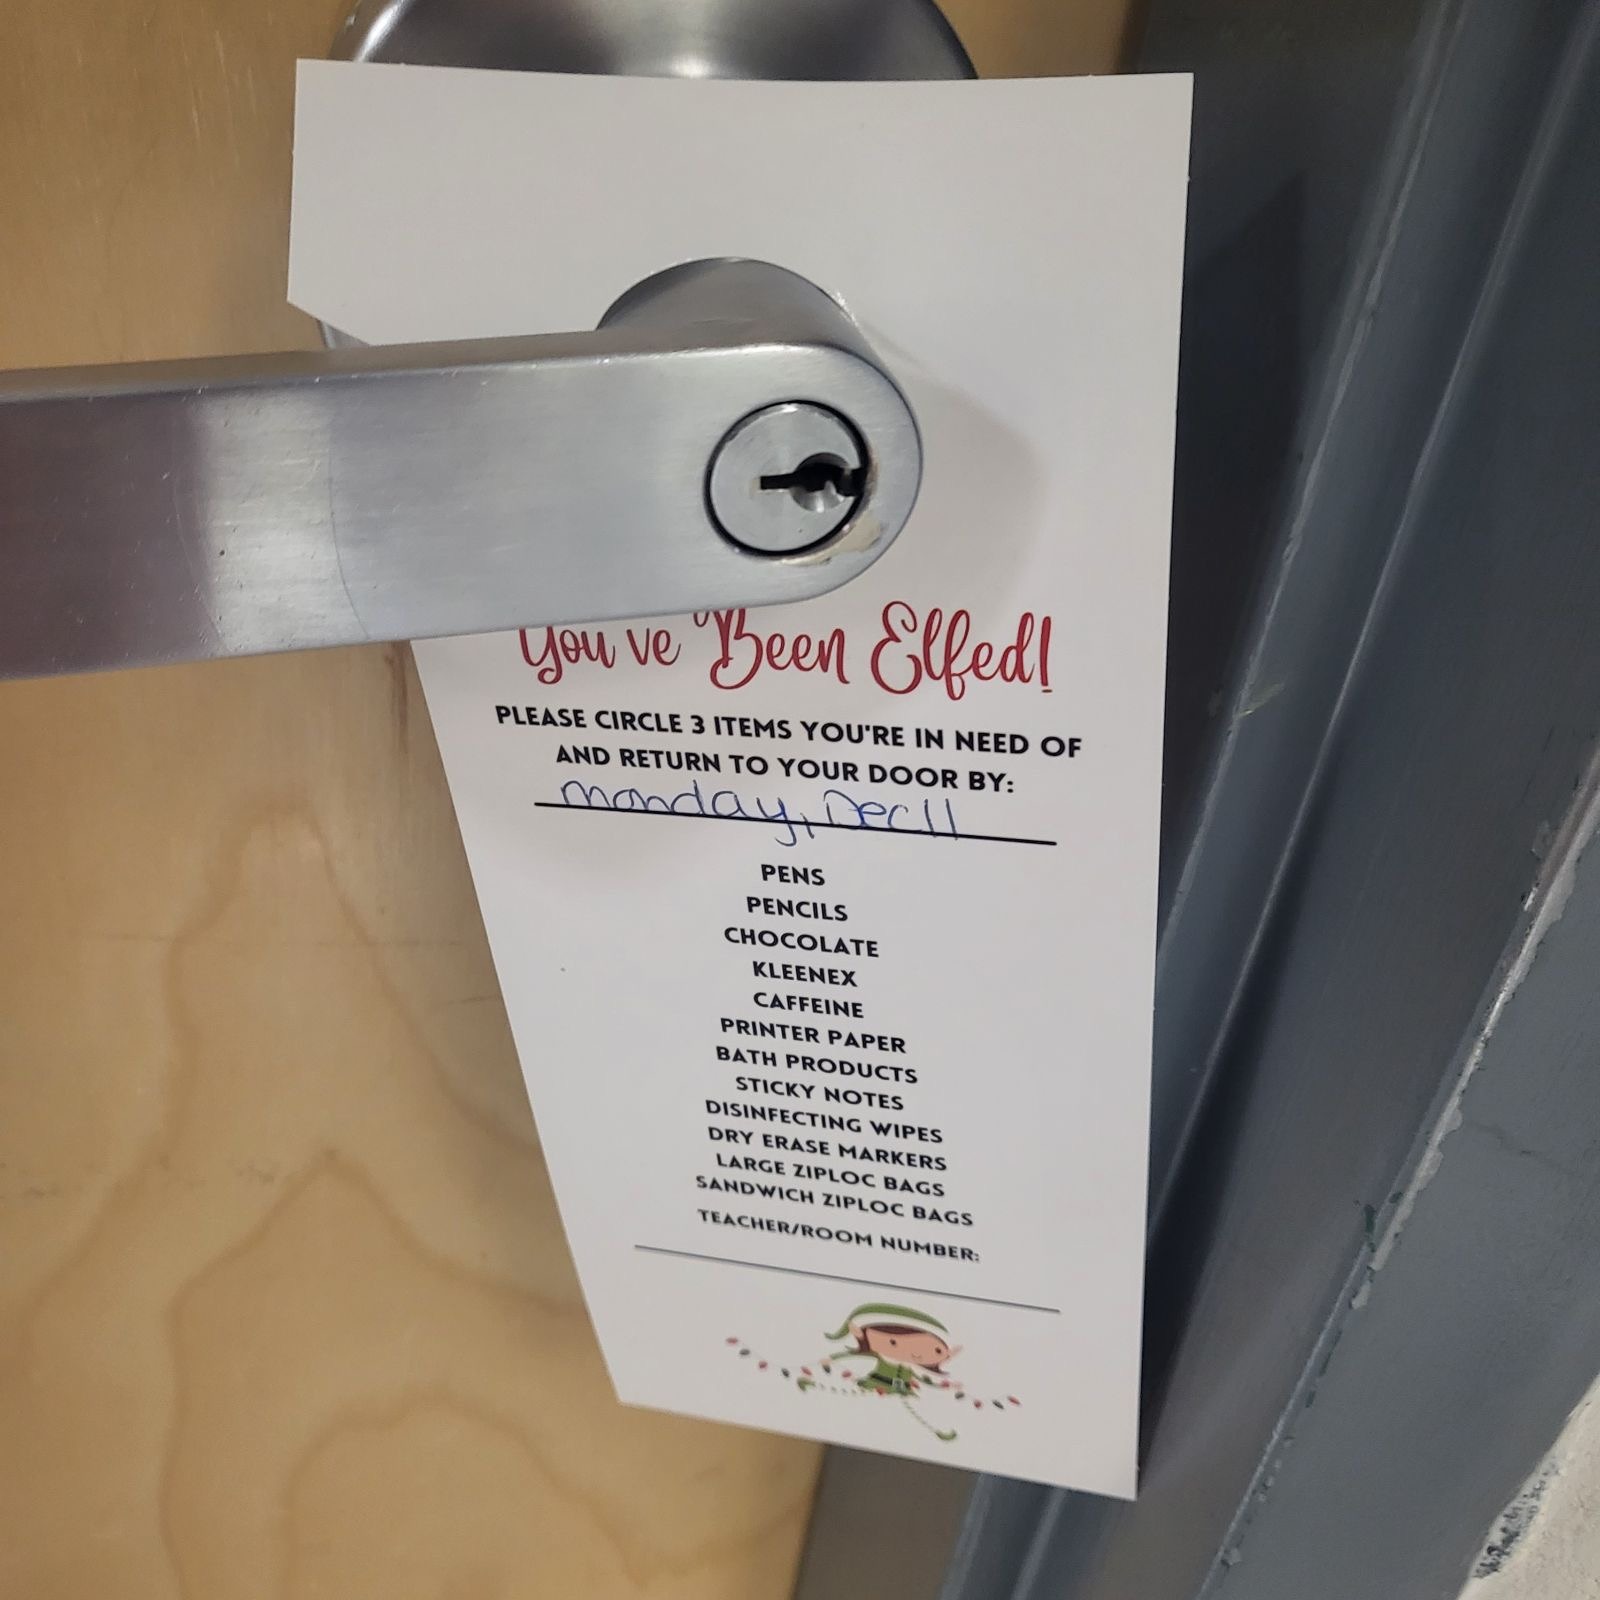 You've Been Elfed!
PLEASE CIRCLE 3 ITEMS YOU'RE IN NEED OF
AND RETURN TO YOUR DOOR BY:
Monday, Dec 11
PENS
PENCILS
CHOCOLATE
KLEENEX
CAFFEINE
PRINTER PAPER
BATH PRODUCTS
STICKY NOTES
DISINFECTING WIPES
DRY ERASE MARKERS
LARGE ZIPLOC BAGS
SANDWICH ZIPLOC BAGS
TEACHER/ROOM NUMBER: